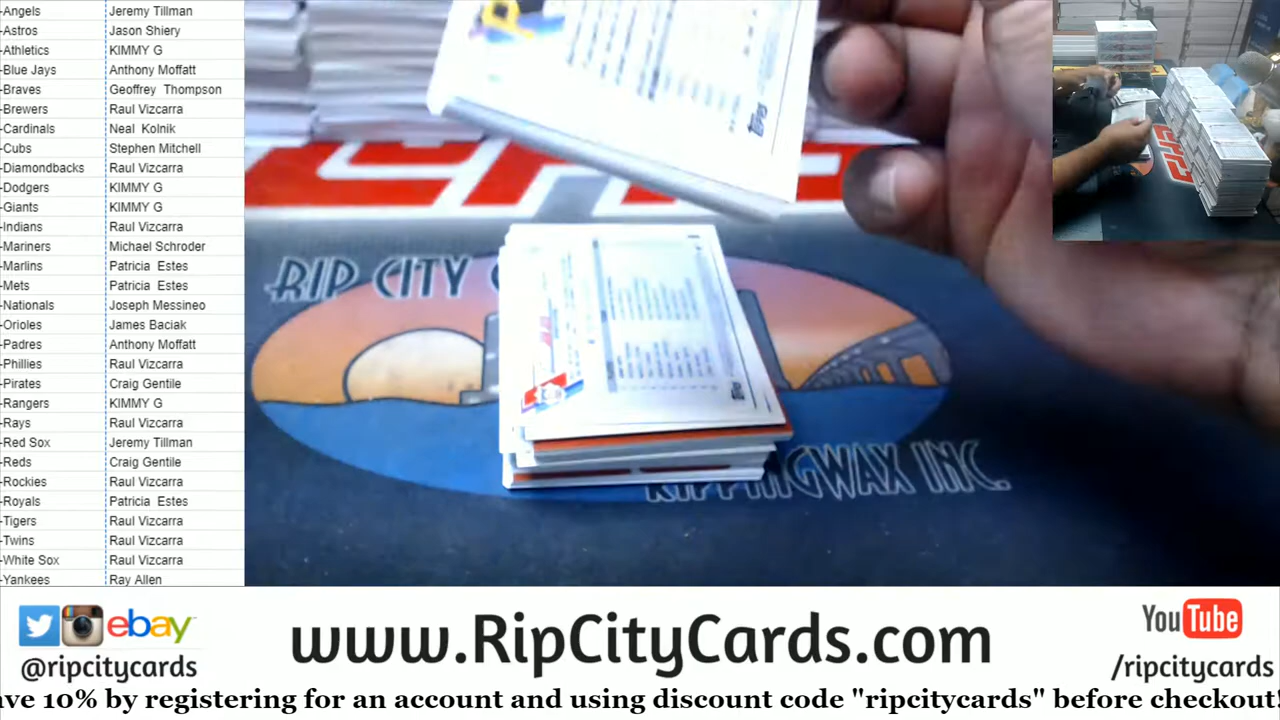 -Angels Jeremy Tillman
-Astros Jason Shiery
-Athletics KIMMY G
-Blue Jays Anthony Moffatt
-Braves Geoffrey Thompson
-Brewers Raul Vizcarra
-Cardinals Neal Kolnik
-Cubs Stephen Mitchell
-Diamondbacks Raul Vizcarra
-Dodgers KIMMY G
-Giants KIMMY G
-Indians Raul Vizcarra
-Mariners Michael Schroder
-Marlins Patricia Estes
-Mets Patricia Estes
-Nationals Joseph Messineo
-Orioles James Baciak
-Padres Anthony Moffatt
-Phillies Raul Vizcarra
-Pirates Craig Gentile
-Rangers KIMMY G
-Rays Raul Vizcarra
-Red Sox Jeremy Tillman
-Reds Craig Gentile
-Rockies Raul Vizcarra
-Royals Patricia Estes
-Tigers Raul Vizcarra
-Twins Raul Vizcarra
-White Sox Raul Vizcarra
-Yankees Ray Allen
topps
RIP CITY C
topps
RIPPINGWAX INC.
ebay
@ripcitycards
www.RipCityCards.com
YouTube
/ripcitycards
ave 10% by registering for an account and using discount code "ripcitycards" before checkout!